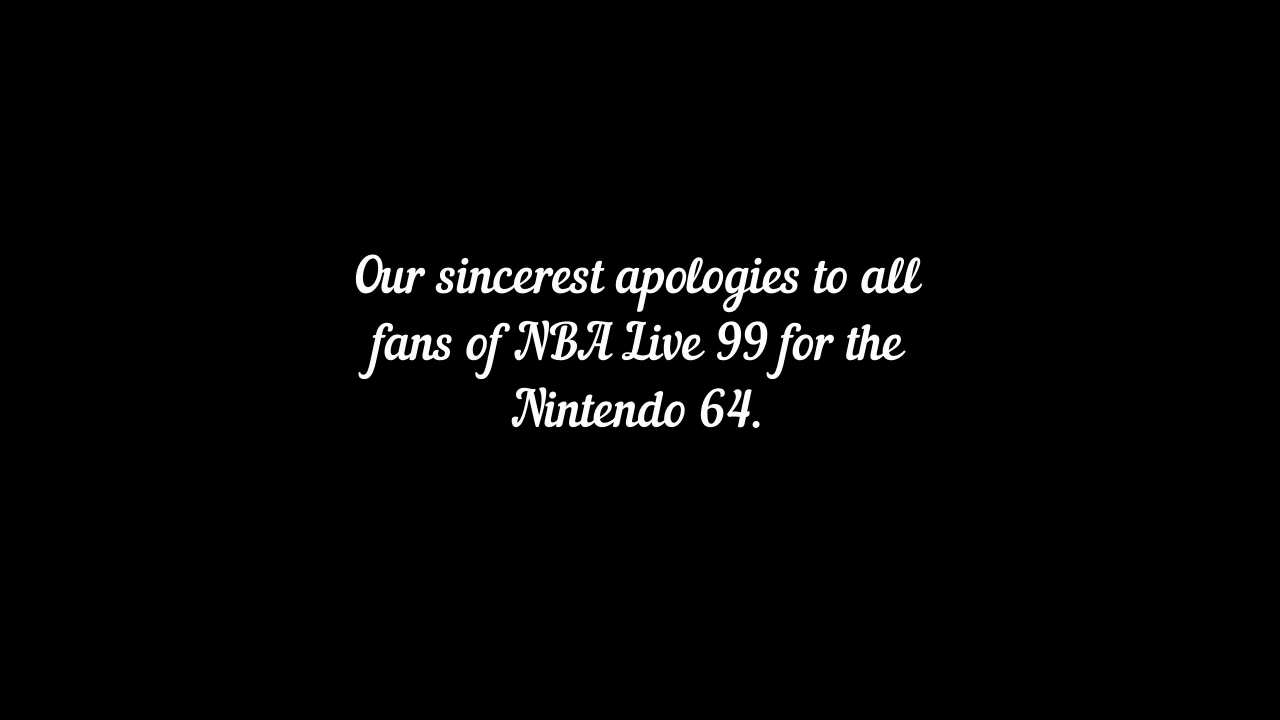 Our sincerest apologies to all
fans of NBA Live 99 for the
Nintendo 64.